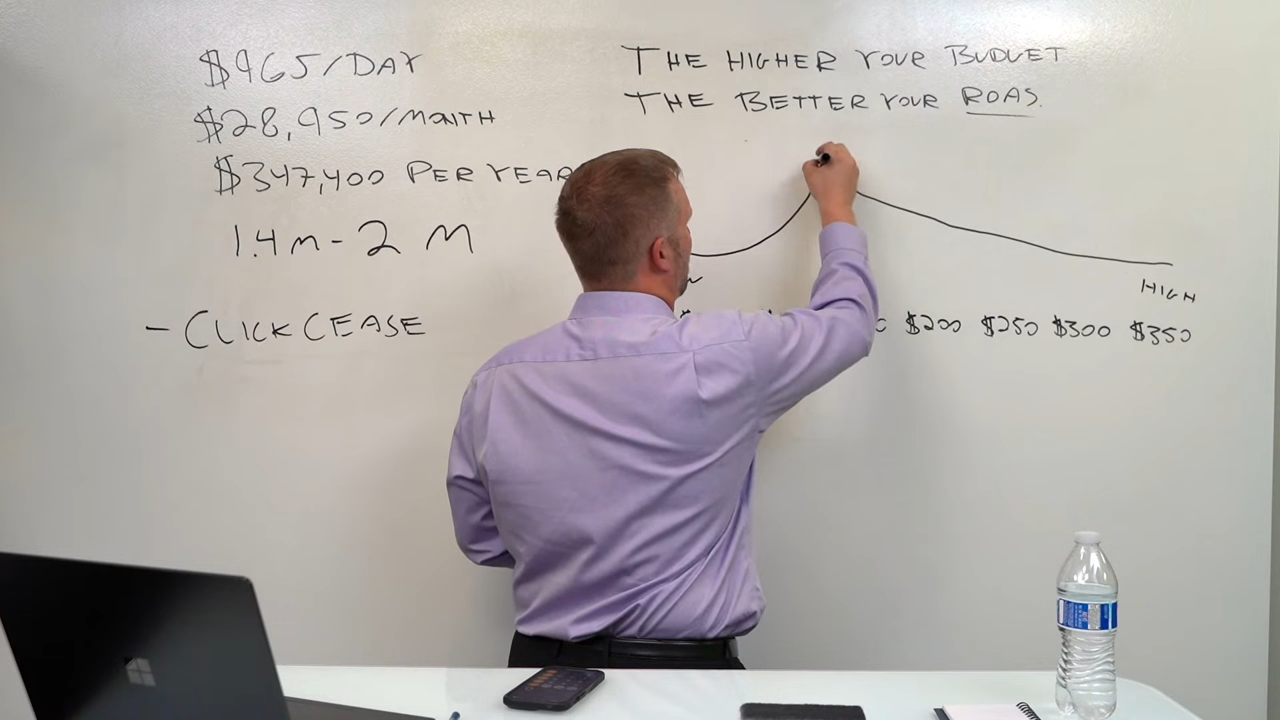 $965/DAY
$28,950/MONTH
$347,400 PER YEAR
1.4M - 2 M
- CLICKCEASE
THE HIGHER YOUR BUDGET
THE BETTER YOUR ROAS.
HIGH
$200 $250 $300 $350